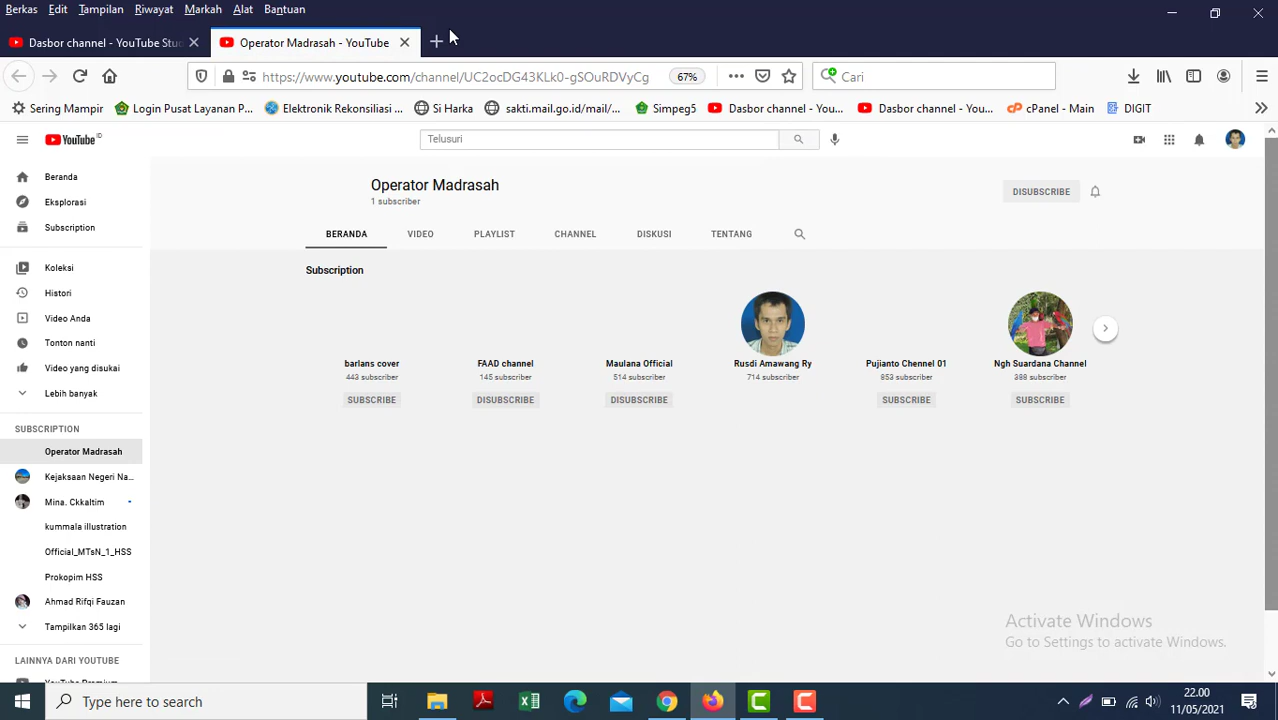 Berkas Edit Tampilan Riwayat Markah Alat Bantuan
Dasbor channel - YouTube Stu
Operator Madrasah - YouTube
https://www.youtube.com/channel/UC2ocDG43KLk0-gSOuRDVyCg 67% Cari
Sering Mampir Login Pusat Layanan P... Elektronik Rekonsiliasi ... Si Harka sakti.mail.go.id/mail/... Simpeg5 Dasbor channel - You... Dasbor channel - You... cPanel - Main DIGIT
YouTube ID Telusuri
Operator Madrasah
1 subscriber
DISUBSCRIBE
BERANDA VIDEO PLAYLIST CHANNEL DISKUSI TENTANG
Subscription
barlans cover
443 subscriber
SUBSCRIBE
FAAD channel
145 subscriber
DISUBSCRIBE
Maulana Official
514 subscriber
DISUBSCRIBE
Rusdi Amawang Ry
714 subscriber
Pujianto Chennel 01
853 subscriber
SUBSCRIBE
Ngh Suardana Channel
388 subscriber
SUBSCRIBE
Beranda
Eksplorasi
Subscription
Koleksi
Histori
Video Anda
Tonton nanti
Video yang disukai
Lebih banyak
SUBSCRIPTION
Operator Madrasah
Kejaksaan Negeri Na...
Mina. Ckkaltim
kummala illustration
Official_MTsN_1_HSS
Prokopim HSS
Ahmad Rifqi Fauzan
Tampilkan 365 lagi
LAINNYA DARI YOUTUBE
YouTube Premium
Activate Windows
Go to Settings to activate Windows.
Type here to search
22.00
11/05/2021